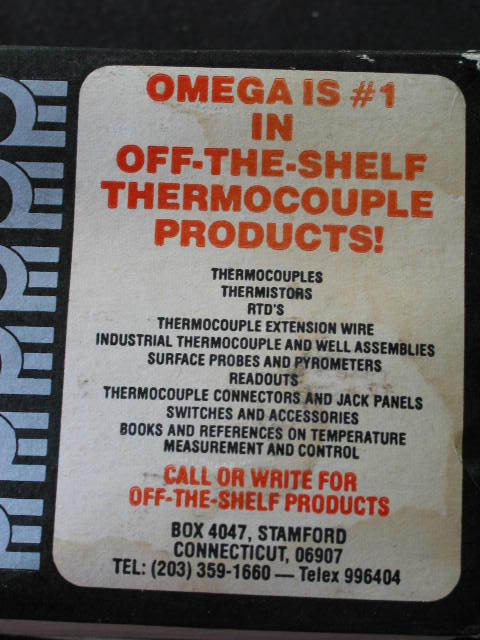 OMEGA IS #1
IN
OFF-THE-SHELF
THERMOCOUPLE
PRODUCTS!
THERMOCOUPLES
THERMISTORS
RTD'S
THERMOCOUPLE EXTENSION WIRE
INDUSTRIAL THERMOCOUPLE AND WELL ASSEMBLIES
SURFACE PROBES AND PYROMETERS
READOUTS
THERMOCOUPLE CONNECTORS AND JACK PANELS
SWITCHES AND ACCESSORIES
BOOKS AND REFERENCES ON TEMPERATURE
MEASUREMENT AND CONTROL
CALL OR WRITE FOR
OFF-THE-SHELF PRODUCTS
BOX 4047, STAMFORD
CONNECTICUT, 06907
TEL: (203) 359-1660 — Telex 996404